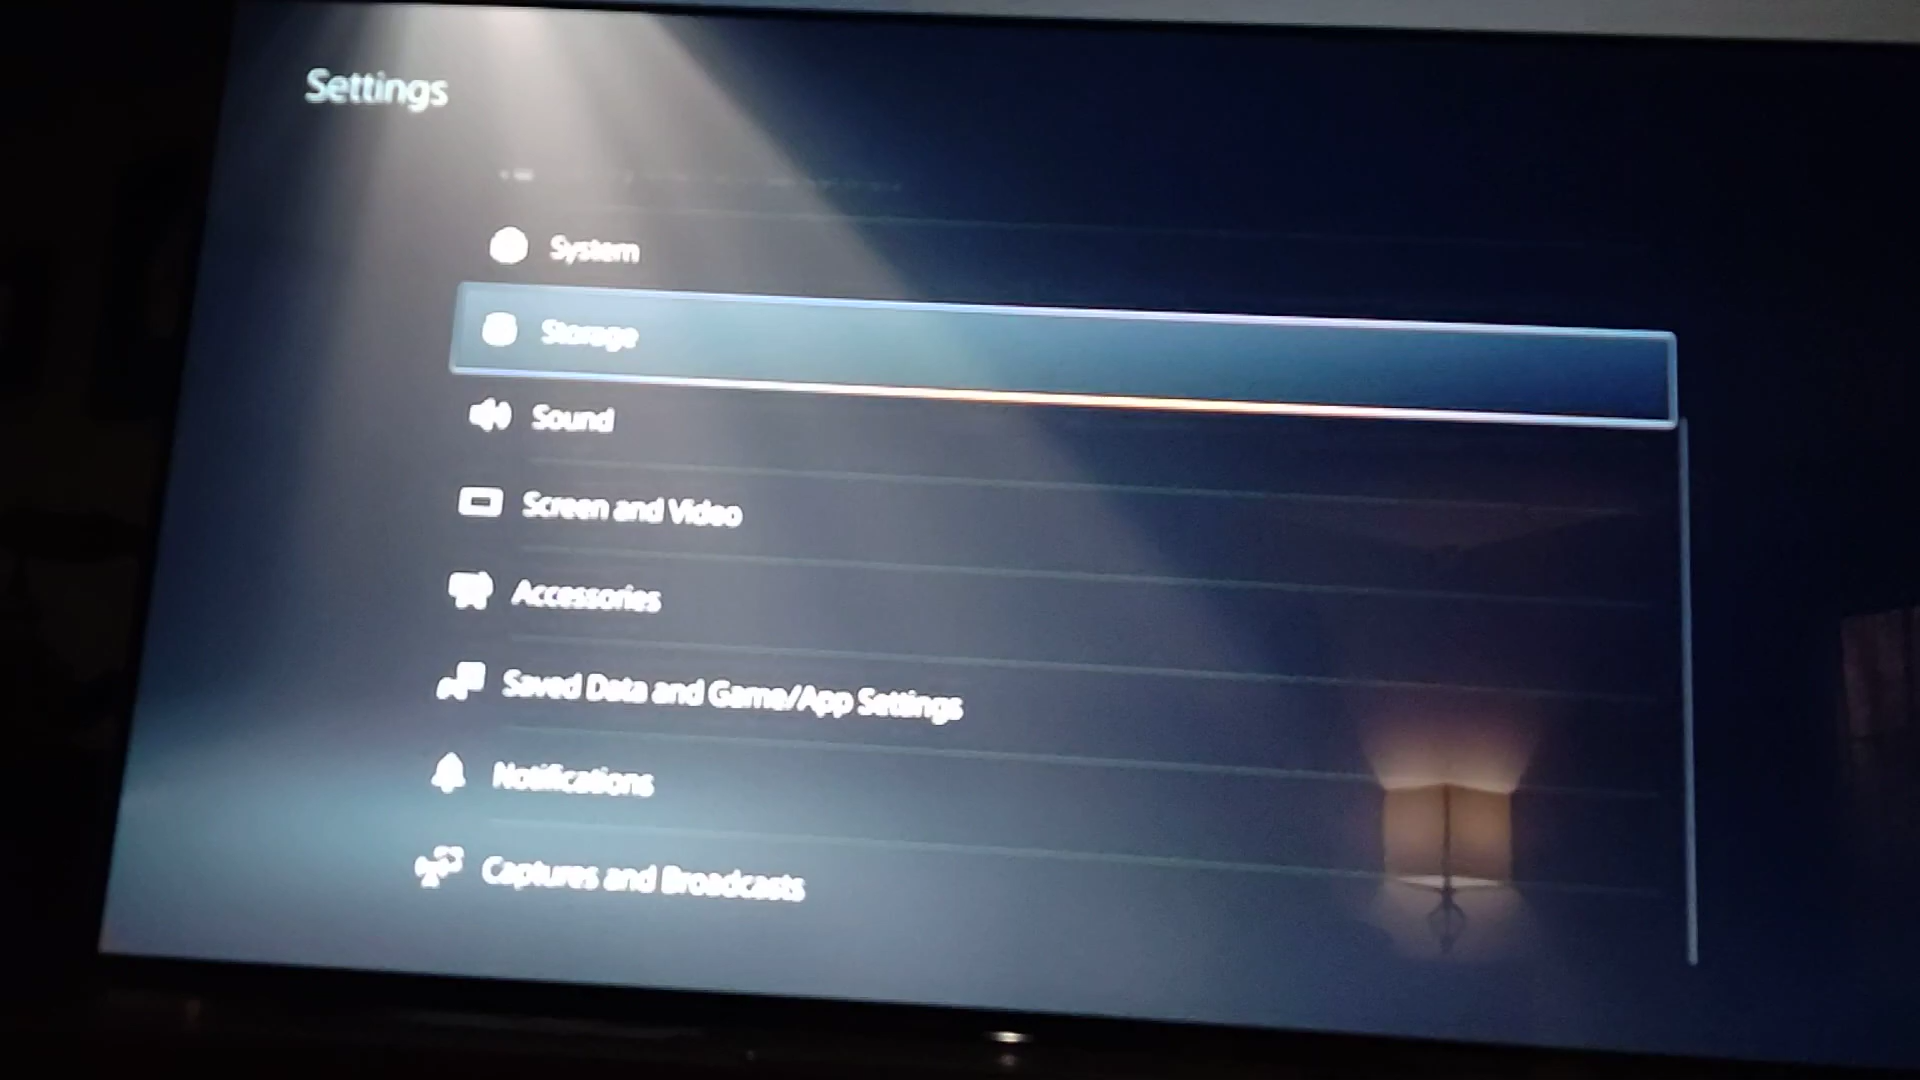 Settings
System
Storage
Sound
Screen and Video
Accessories
Saved Data and Game/App Settings
Notifications
Captures and Broadcasts